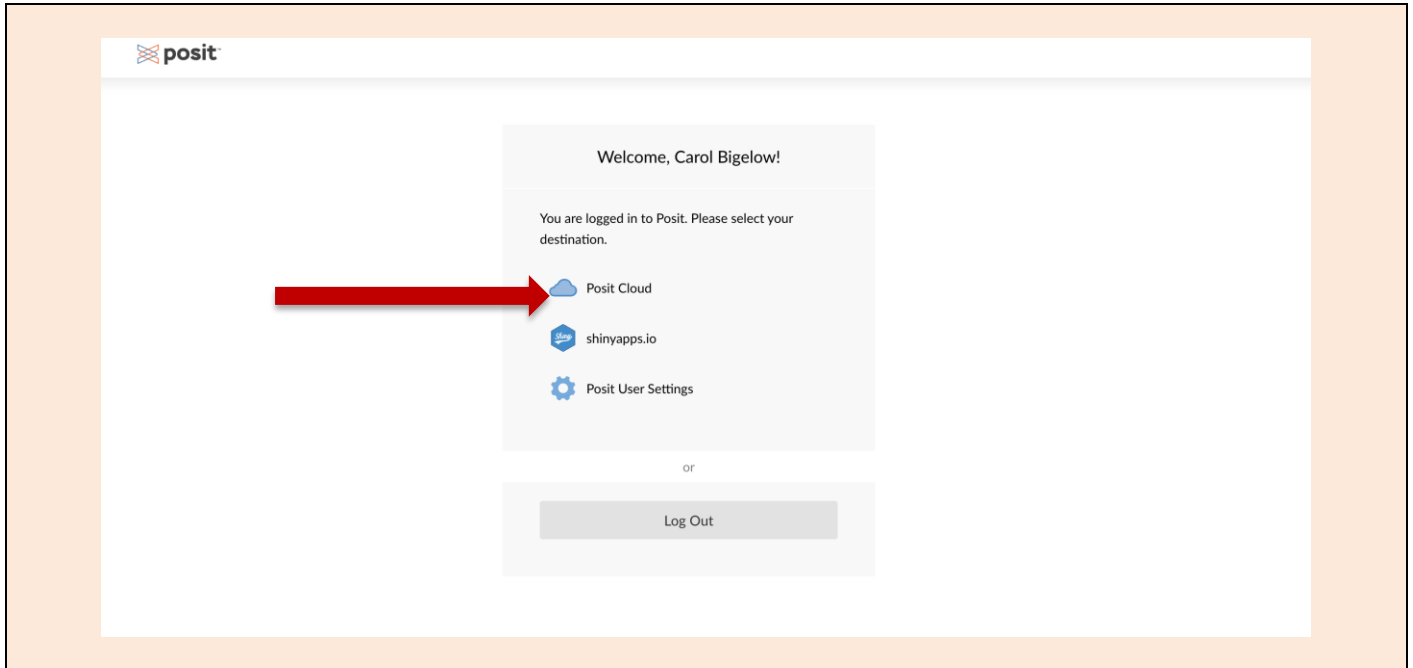 posit
Welcome, Carol Bigelow!
You are logged in to Posit. Please select your
destination.
Posit Cloud
Shiny
shinyapps.io
Posit User Settings
or
Log Out